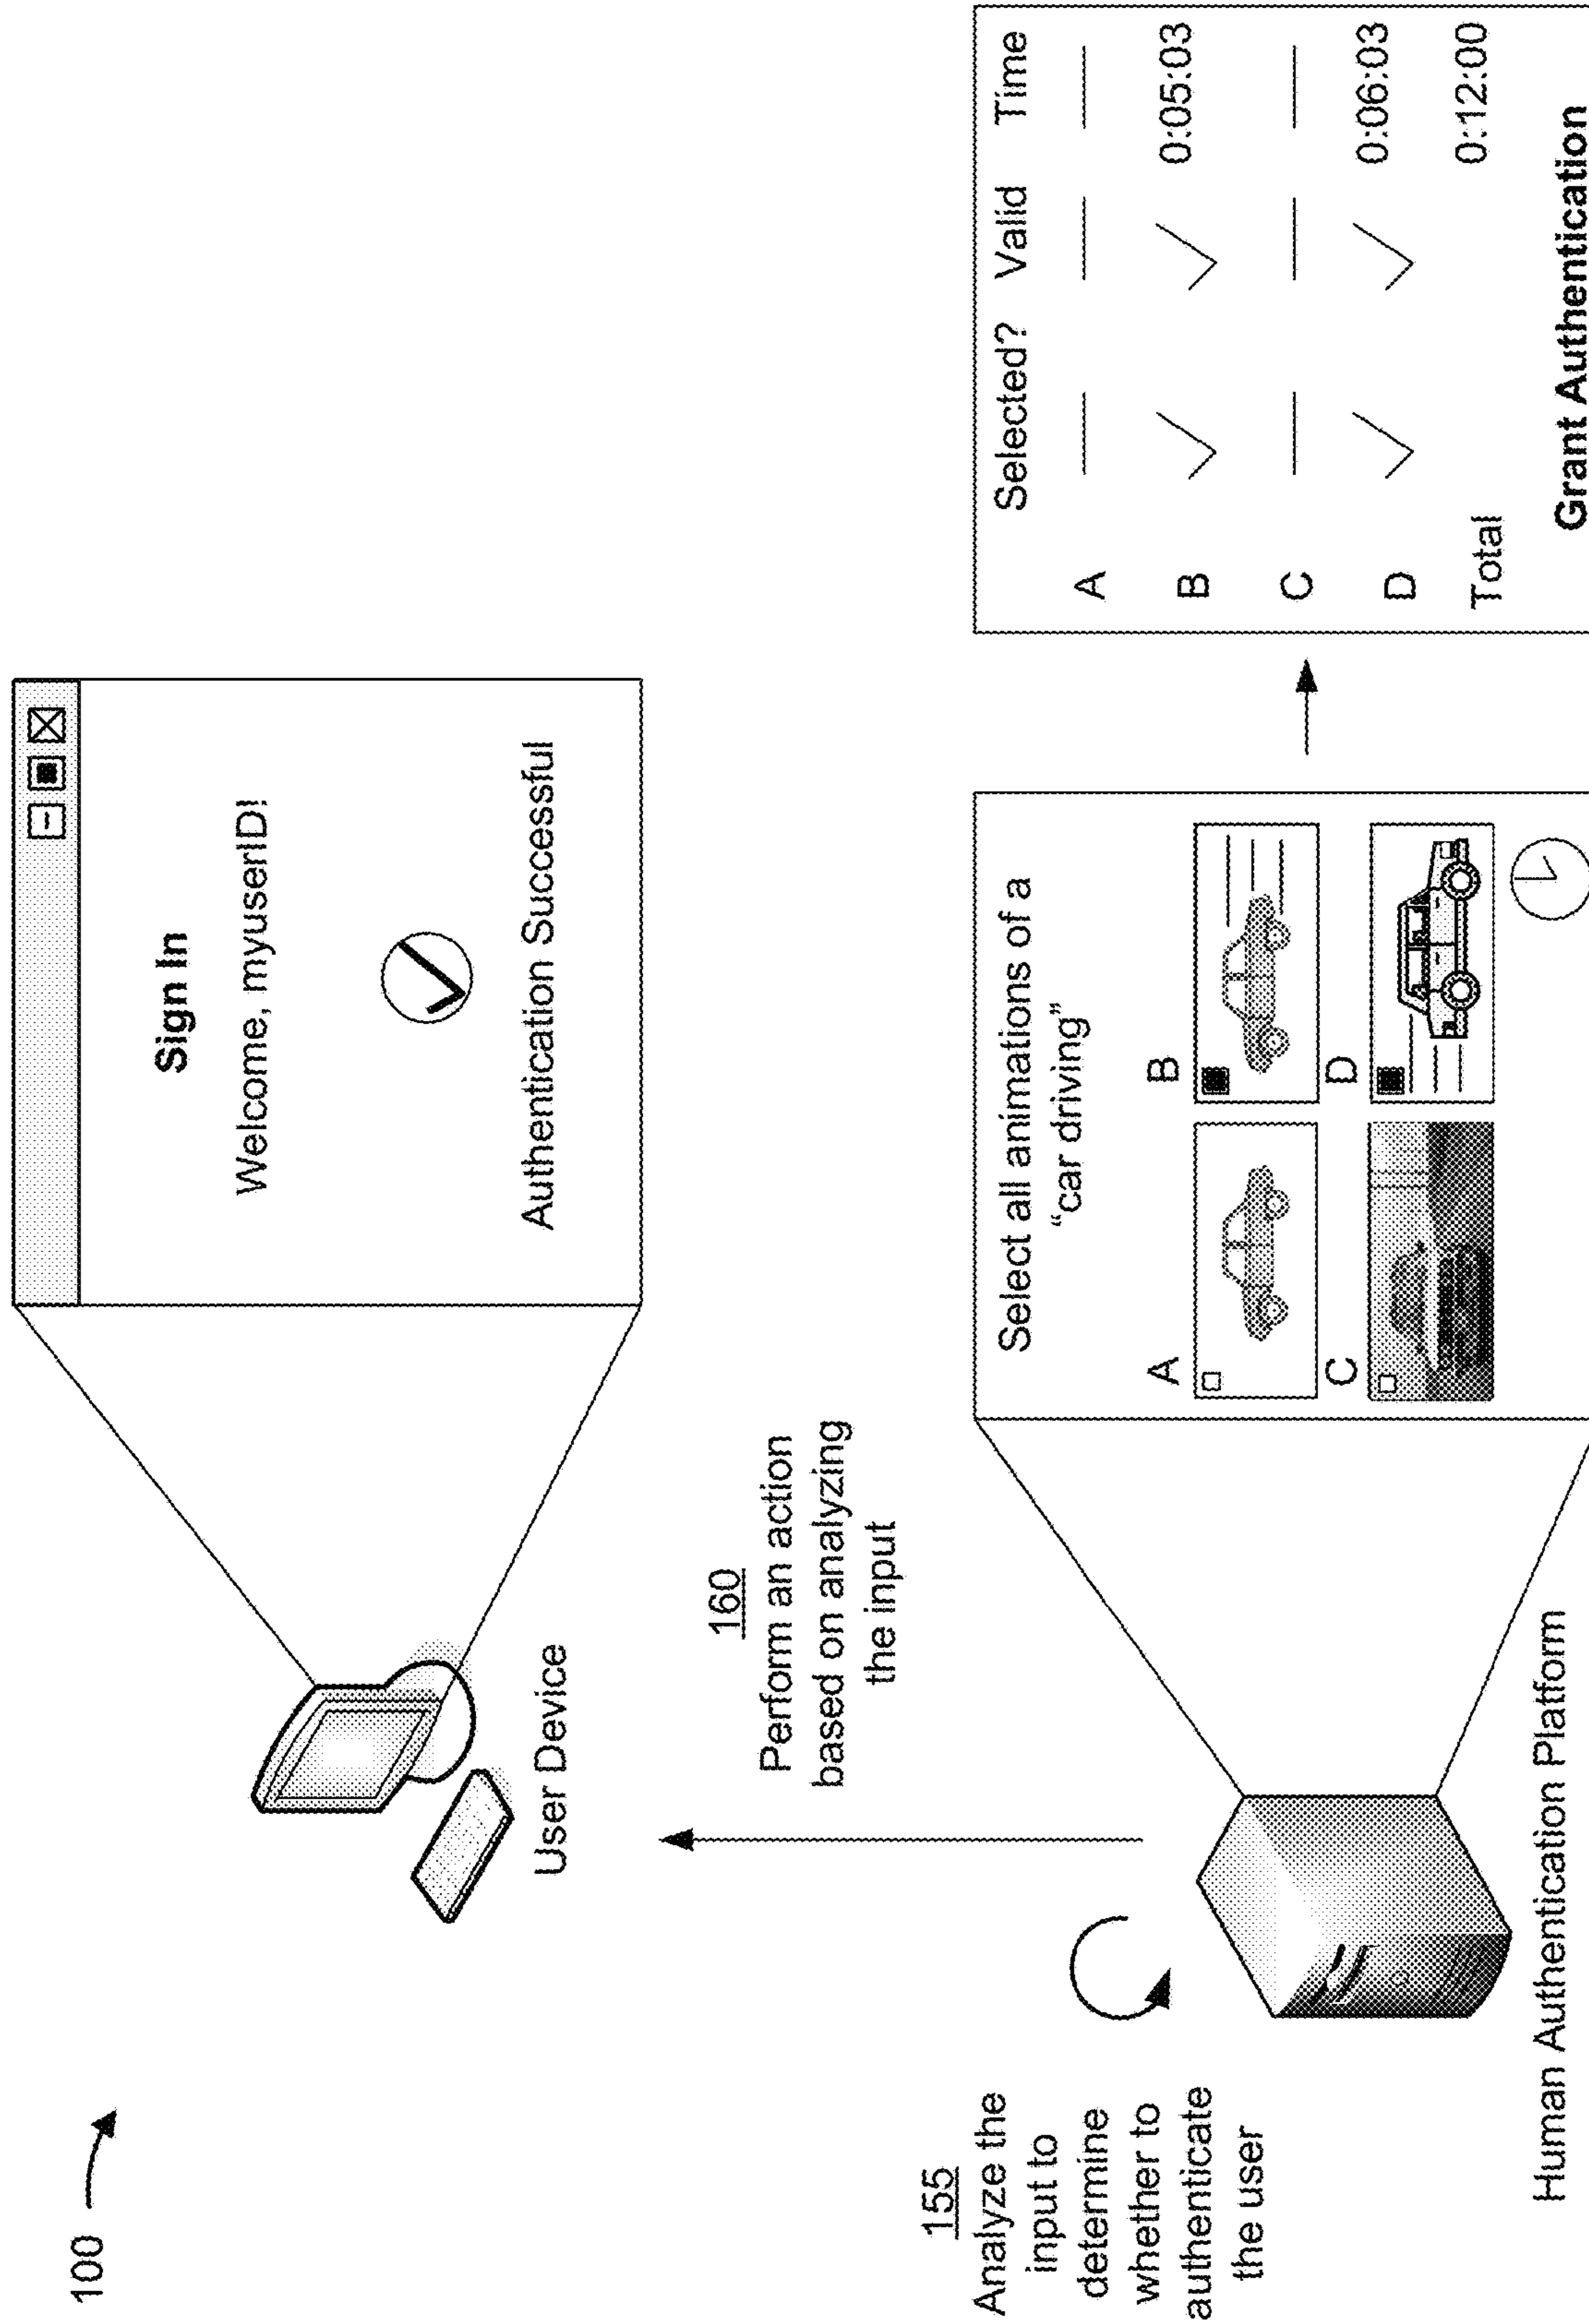 100
Sign In
Welcome, myuserID!
Authentication Successful
User Device
160
Perform an action
based on analyzing
the input
155
Analyze the
input to
determine
whether to
authenticate
the user
Human Authentication Platform
Select all animations of a
“car driving”
A B
C D
Selected? Valid Time
A — — —
B ✓ ✓ 0:05:03
C — — —
D ✓ ✓ 0:06:03
Total 0:12:00
Grant Authentication